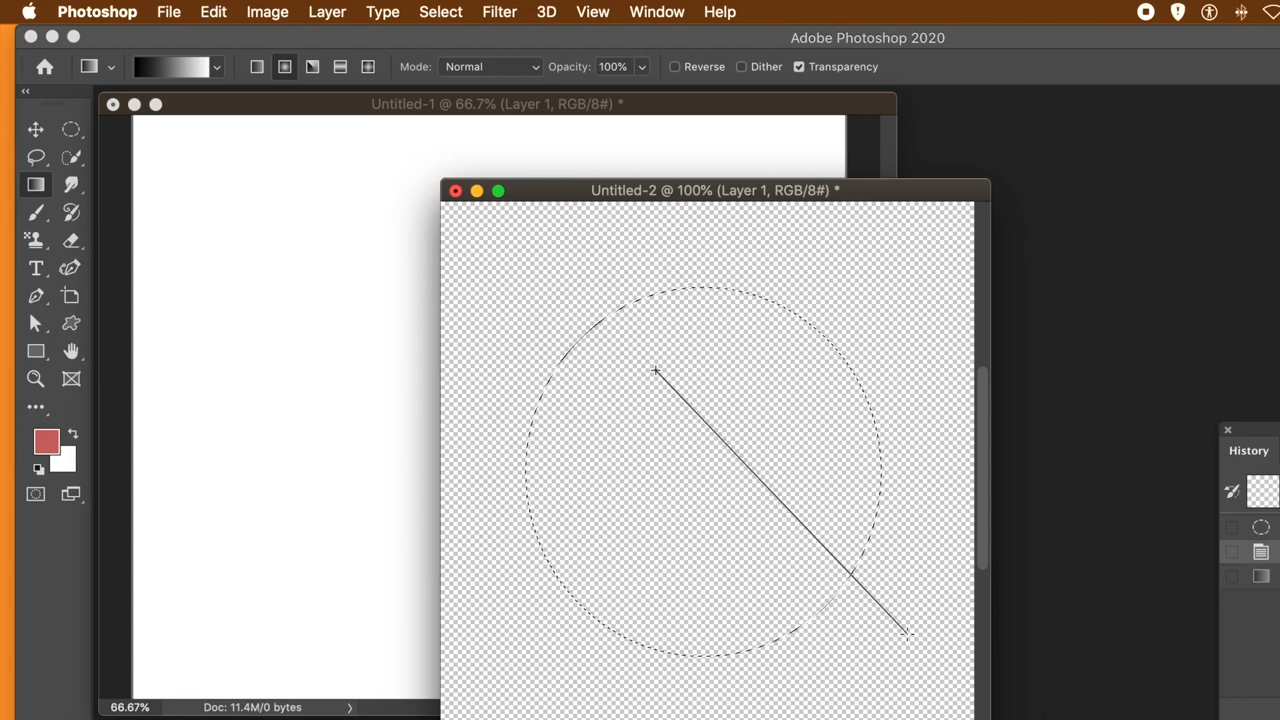 Photoshop File Edit Image Layer Type Select Filter 3D View Window Help
Adobe Photoshop 2020
Mode: Normal Opacity: 100% Reverse Dither Transparency
Untitled-1 @ 66.7% (Layer 1, RGB/8#) *
Untitled-2 @ 100% (Layer 1, RGB/8#) *
History
66.67% Doc: 11.4M/0 bytes